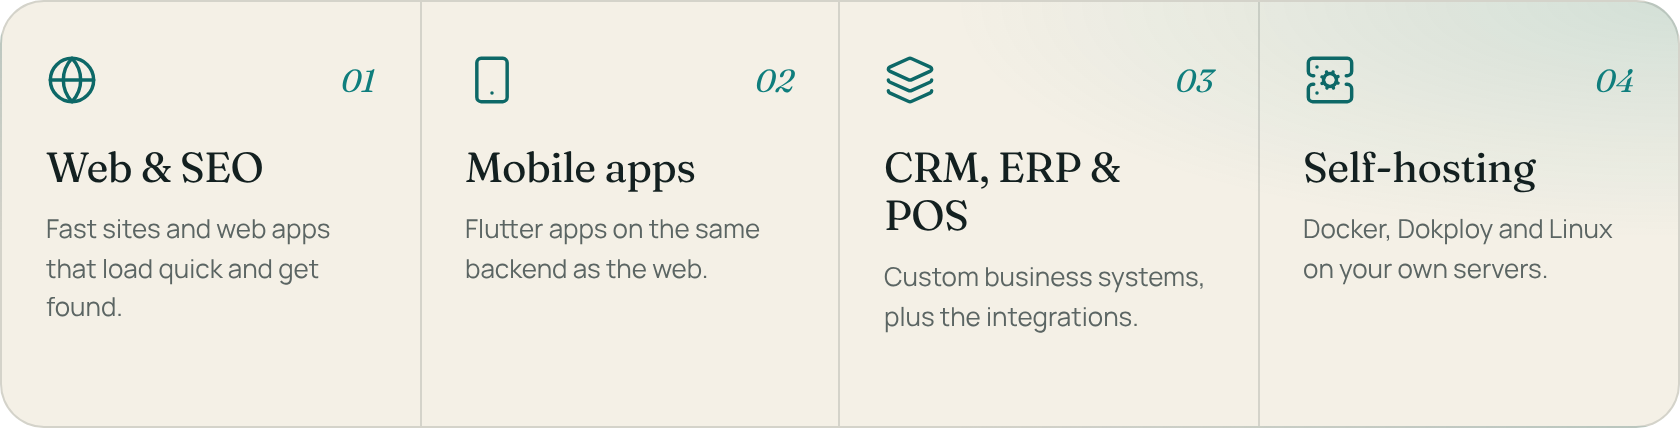 01
Web & SEO
Fast sites and web apps
that load quick and get
found.
02
Mobile apps
Flutter apps on the same
backend as the web.
03
CRM, ERP &
POS
Custom business systems,
plus the integrations.
04
Self-hosting
Docker, Dokploy and Linux
on your own servers.